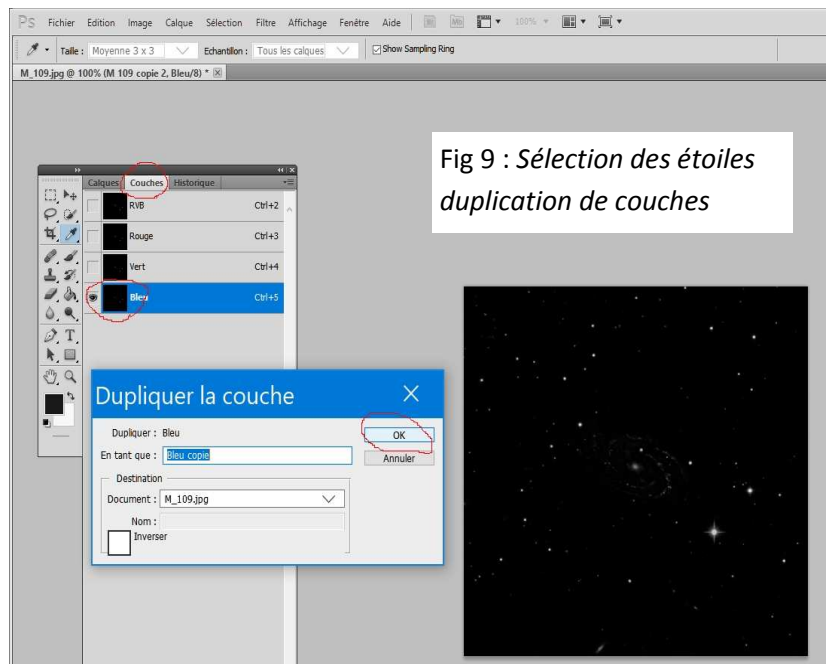 PS Fichier Edition Image Calque Sélection Filtre Affichage Fenêtre Aide Br Mb 100%
Taille : Moyenne 3 x 3 Echantillon : Tous les calques Show Sampling Ring
M_109.jpg @ 100% (M 109 copie 2, Bleu/8) *
Fig 9 : Sélection des étoiles
duplication de couches
Calques Couches Historique
RVB Ctrl+2
Rouge Ctrl+3
Vert Ctrl+4
Bleu Ctrl+5
T
Dupliquer la couche
Dupliquer : Bleu
OK
En tant que : Bleu copie
Annuler
Destination
Document : M_109.jpg
Nom :
Inverser